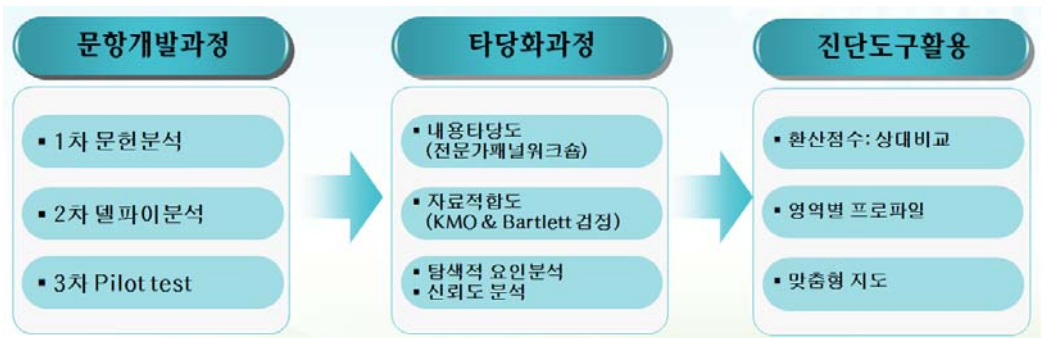 문항개발과정
▪ 1차 문헌분석
▪ 2차 델파이분석
▪ 3차 Pilot test
타당화과정
▪ 내용타당도
(전문가패널워크숍)
▪ 자료적합도
(KMO & Bartlett 검정)
▪ 탐색적 요인분석
▪ 신뢰도 분석
진단도구활용
▪ 환산점수: 상대비교
▪ 영역별 프로파일
▪ 맞춤형 지도